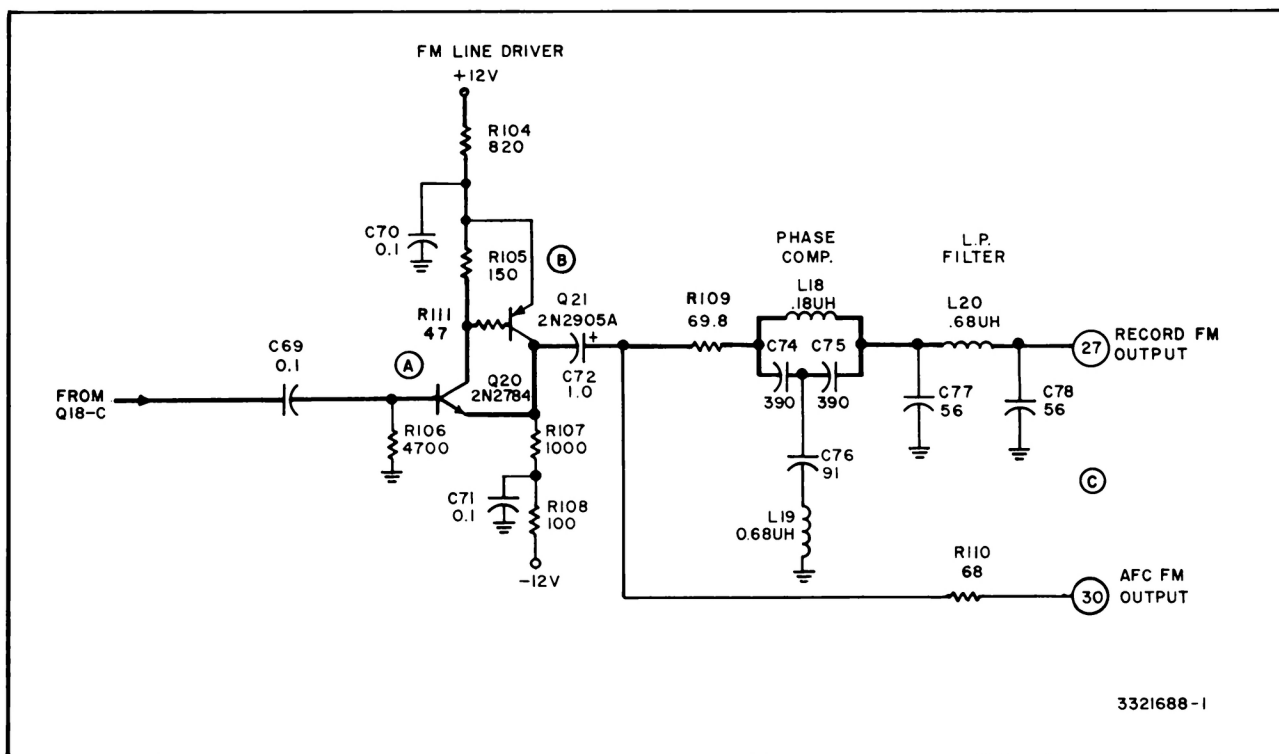 FM LINE DRIVER
+12V
R104
820
C70
0.1
R105
150
B
PHASE
COMP.
L.P.
FILTER
R111
47
Q21
2N2905A
+
R109
69.8
L18
.18UH
L20
.68UH
C69
0.1
A
C74
C75
27
RECORD FM
OUTPUT
FROM
Q18-C
Q20
2N2784
C72
1.0
390
390
C77
56
C78
56
R106
4700
R107
1000
C76
91
C71
0.1
R108
100
C
L19
0.68UH
-12V
R110
68
30
AFC FM
OUTPUT
3321688-1